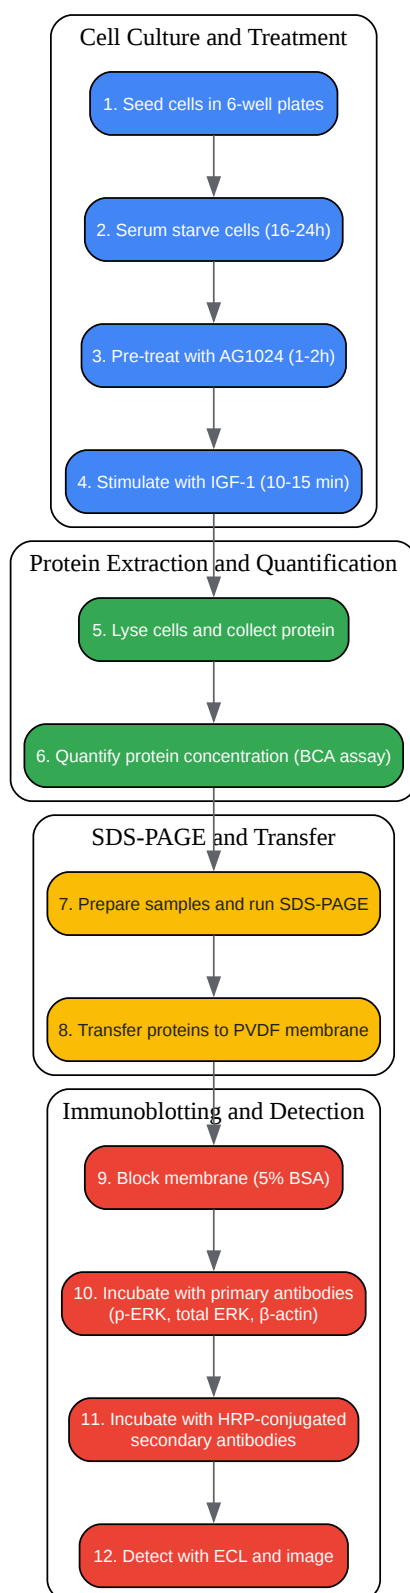 Cell Culture and Treatment
1. Seed cells in 6-well plates
2. Serum starve cells (16-24h)
3. Pre-treat with AG1024 (1-2h)
4. Stimulate with IGF-1 (10-15 min)
Protein Extraction and Quantification
5. Lyse cells and collect protein
6. Quantify protein concentration (BCA assay)
SDS-PAGE and Transfer
7. Prepare samples and run SDS-PAGE
8. Transfer proteins to PVDF membrane
Immunoblotting and Detection
9. Block membrane (5% BSA)
10. Incubate with primary antibodies
(p-ERK, total ERK, β-actin)
11. Incubate with HRP-conjugated
secondary antibodies
12. Detect with ECL and image